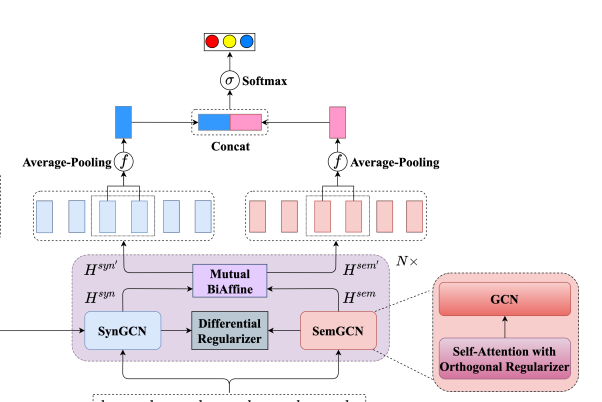 σ Softmax
Concat
Average-Pooling f
f Average-Pooling
H^{syn'}
Mutual
BiAffine
H^{sem'}
N×
H^{syn}
H^{sem}
SynGCN
Differential
Regularizer
SemGCN
GCN
Self-Attention with
Orthogonal Regularizer